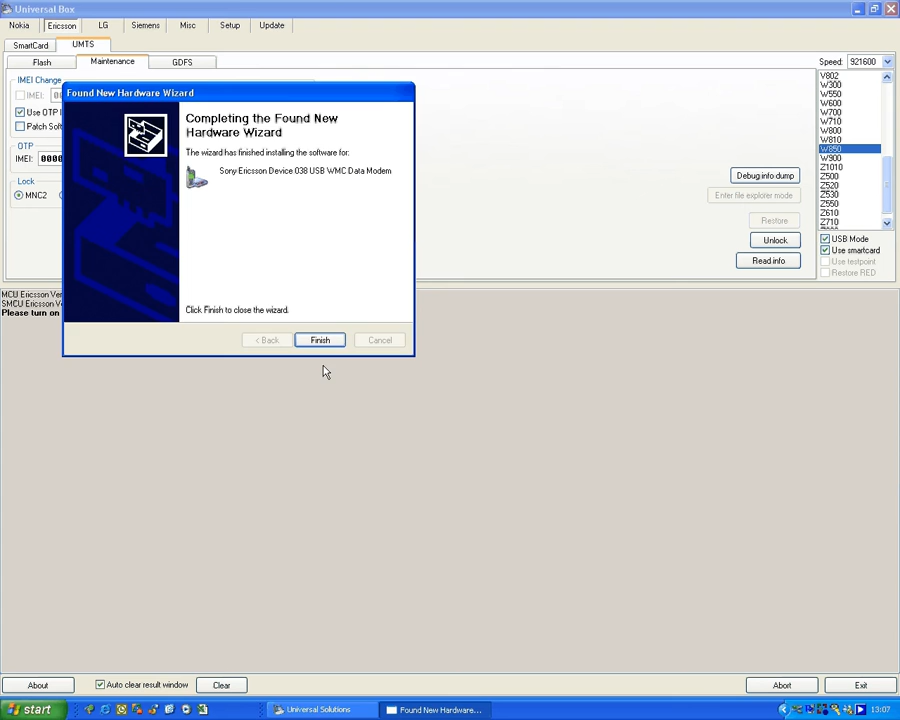 Universal Box
Nokia Ericsson LG Siemens Misc Setup Update
SmartCard UMTS
Flash Maintenance GDFS
Speed: 921600
IMEI Change
IMEI:
Use OTP
Patch
OTP
IMEI:
Lock
MNC2
Found New Hardware Wizard
Completing the Found New
Hardware Wizard
The wizard has finished installing the software for:
Sony Ericsson Device 038 USB WMC Data Modem
Click Finish to close the wizard.
< Back Finish Cancel
V802
W300
W550
W600
W700
W710
W800
W810
W850
W900
Z1010
Z500
Z520
Z530
Z550
Z610
Z710
Debug info dump
Enter file explorer mode
Restore
Unlock
Read info
USB Mode
Use smartcard
Use testpoint
Restore RED
MCU Ericsson
SMCU Ericsson
Please turn on
About Auto clear result window Clear Abort Exit
start Universal Solutions Found New Hardware... 13:07